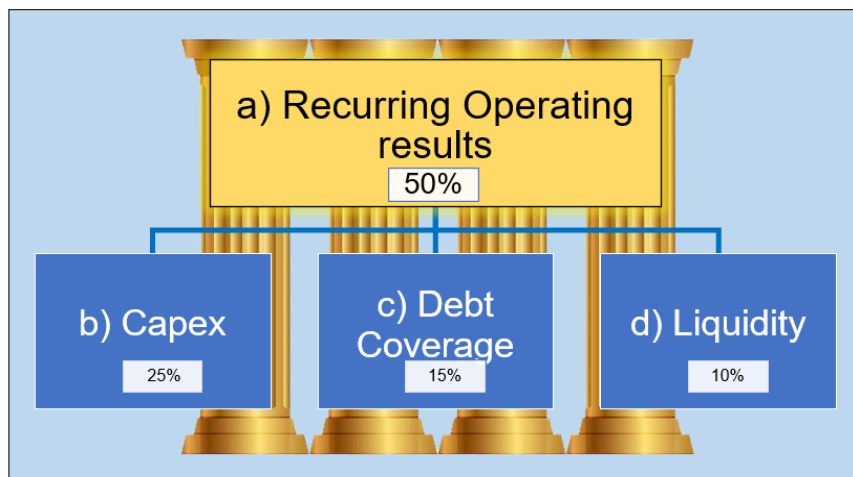 a) Recurring Operating
results
50%
b) Capex
25%
c) Debt
Coverage
15%
d) Liquidity
10%